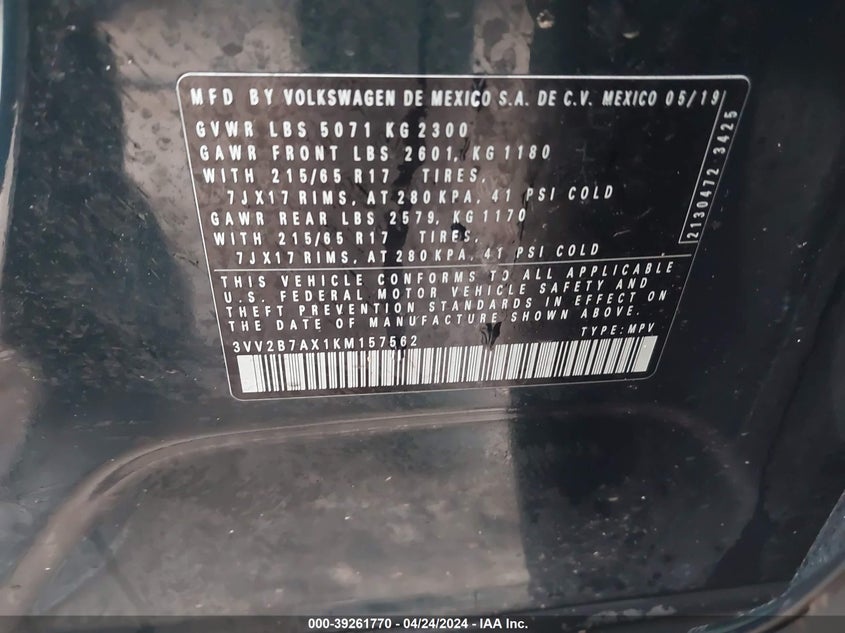 MFD BY VOLKSWAGEN DE MEXICO S.A. DE C.V. MEXICO 05/19
GVWR LBS 5071 KG 2300
GAWR FRONT LBS 2601, KG 1180
WITH 215/65 R17 TIRES,
7JX17 RIMS, AT 280 KPA, 41 PSI COLD
GAWR REAR LBS 2579, KG 1170
WITH 215/65 R17 TIRES,
7JX17 RIMS, AT 280 KPA, 41 PSI COLD
2130472 3425
THIS VEHICLE CONFORMS TO ALL APPLICABLE
U.S. FEDERAL MOTOR VEHICLE SAFETY AND
THEFT PREVENTION STANDARDS IN EFFECT ON
THE DATE OF MANUFACTURE SHOWN ABOVE.
TYPE: MPV
3VV2B7AX1KM157562
000-39261770 - 04/24/2024 - IAA Inc.